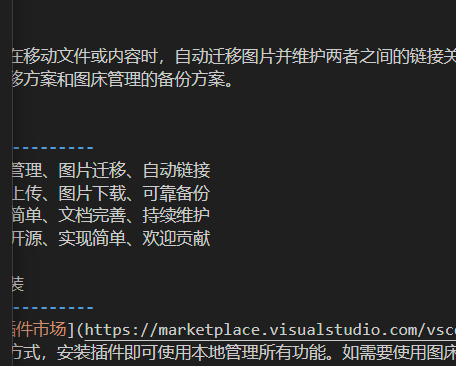 在移动文件或内容时，自动迁移图片并维护两者之间的链接关
移方案和图床管理的备份方案。
----------
管理、图片迁移、自动链接
上传、图片下载、可靠备份
简单、文档完善、持续维护
开源、实现简单、欢迎贡献
装
----------
插件市场](https://marketplace.visualstudio.com/vsco
方式，安装插件即可使用本地管理所有功能。如需要使用图床